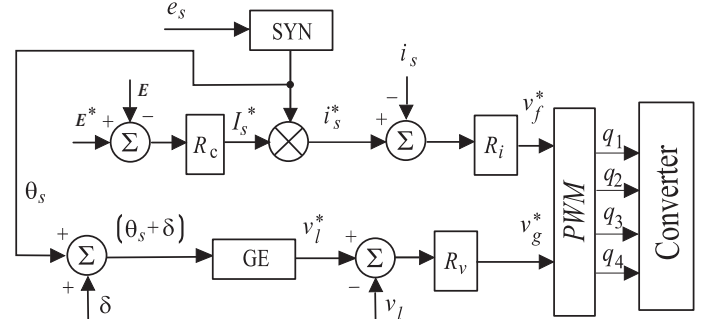 e_s
SYN
i_s
E
−
−
E* +
Σ
R_c
I_s*
i_s*
+
Σ
R_i
v_f*
PWM
q_1
q_2
q_3
q_4
Converter
θ_s
+
Σ
(θ_s+δ)
GE
v_l*
+
Σ
R_v
v_g*
+
δ
−
v_l